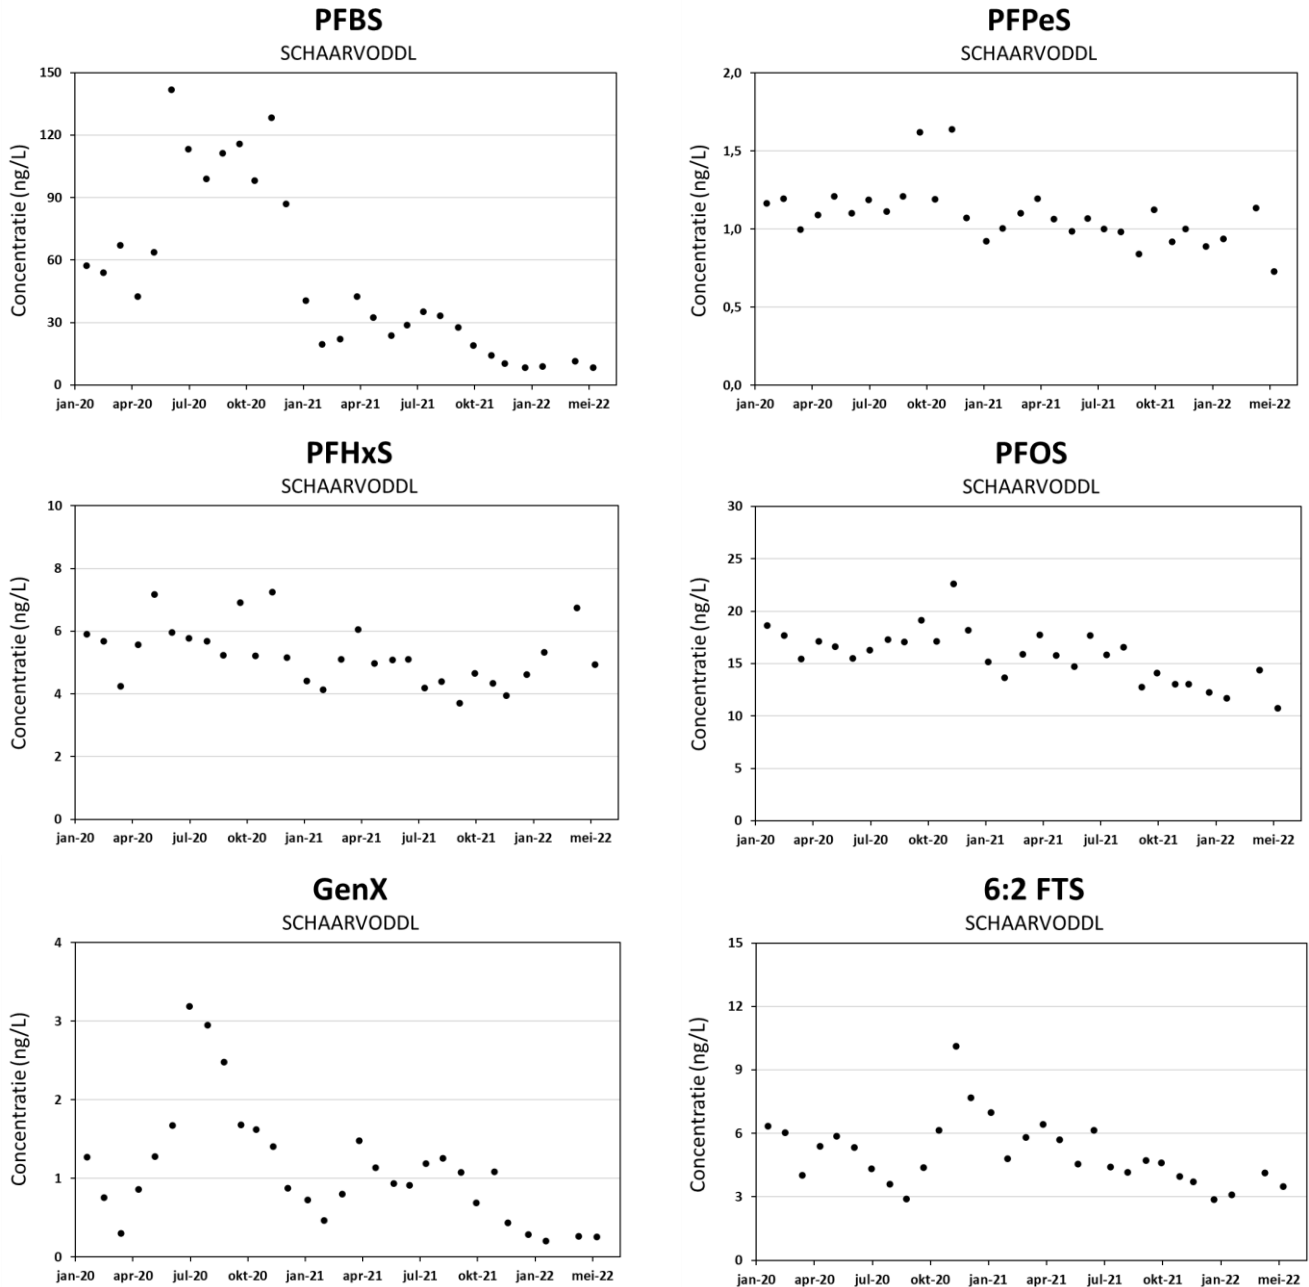 PFBS
SCHAARVODDL
Concentratie (ng/L)
150
120
90
60
30
0
jan-20 apr-20 jul-20 okt-20 jan-21 apr-21 jul-21 okt-21 jan-22 mei-22
PFPeS
SCHAARVODDL
Concentratie (ng/L)
2,0
1,5
1,0
0,5
0,0
jan-20 apr-20 jul-20 okt-20 jan-21 apr-21 jul-21 okt-21 jan-22 mei-22
PFHxS
SCHAARVODDL
Concentratie (ng/L)
10
8
6
4
2
0
jan-20 apr-20 jul-20 okt-20 jan-21 apr-21 jul-21 okt-21 jan-22 mei-22
PFOS
SCHAARVODDL
Concentratie (ng/L)
30
25
20
15
10
5
0
jan-20 apr-20 jul-20 okt-20 jan-21 apr-21 jul-21 okt-21 jan-22 mei-22
GenX
SCHAARVODDL
Concentratie (ng/L)
4
3
2
1
0
jan-20 apr-20 jul-20 okt-20 jan-21 apr-21 jul-21 okt-21 jan-22 mei-22
6:2 FTS
SCHAARVODDL
Concentratie (ng/L)
15
12
9
6
3
0
jan-20 apr-20 jul-20 okt-20 jan-21 apr-21 jul-21 okt-21 jan-22 mei-22